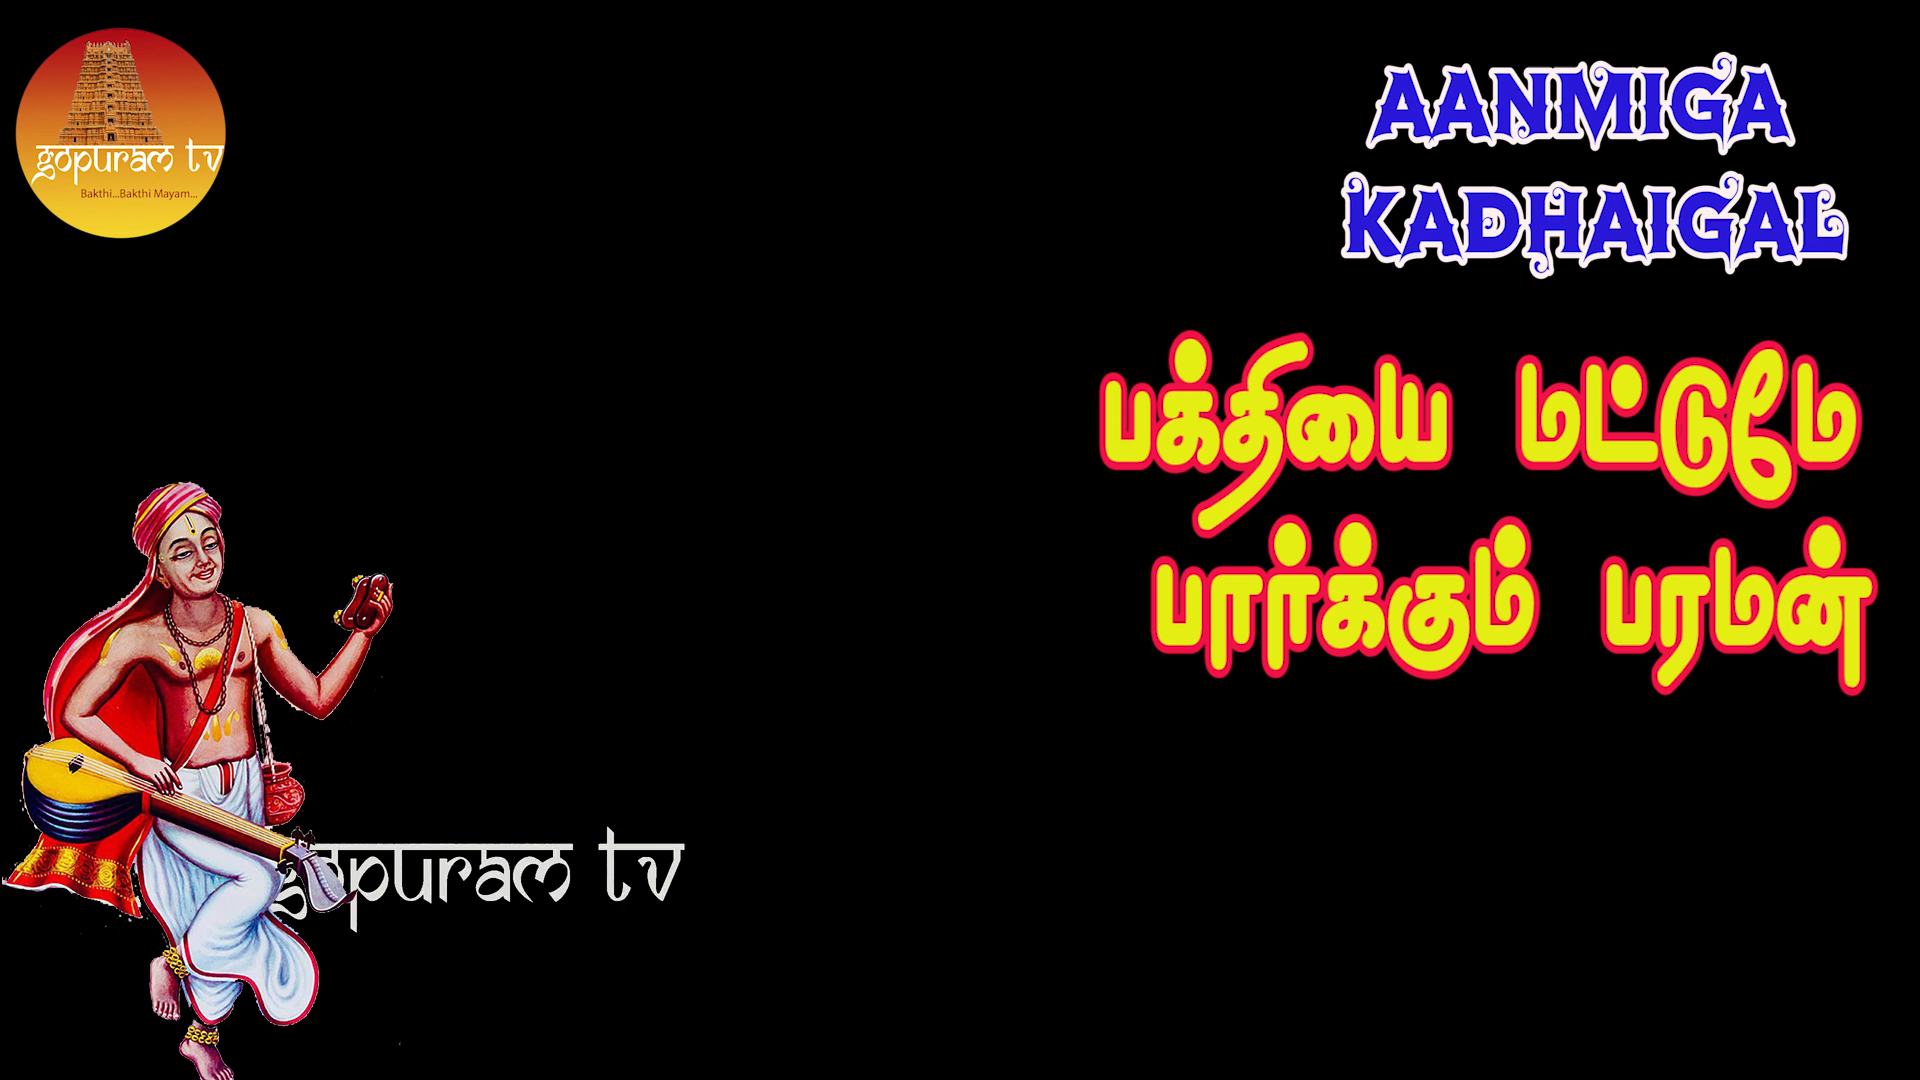 gopuram tv
Bakthi...Bakthi Mayam...
AANMIGA
KADHAIGAL
பக்தியை மட்டுமே
பார்க்கும் பரமன்
gopuram tv